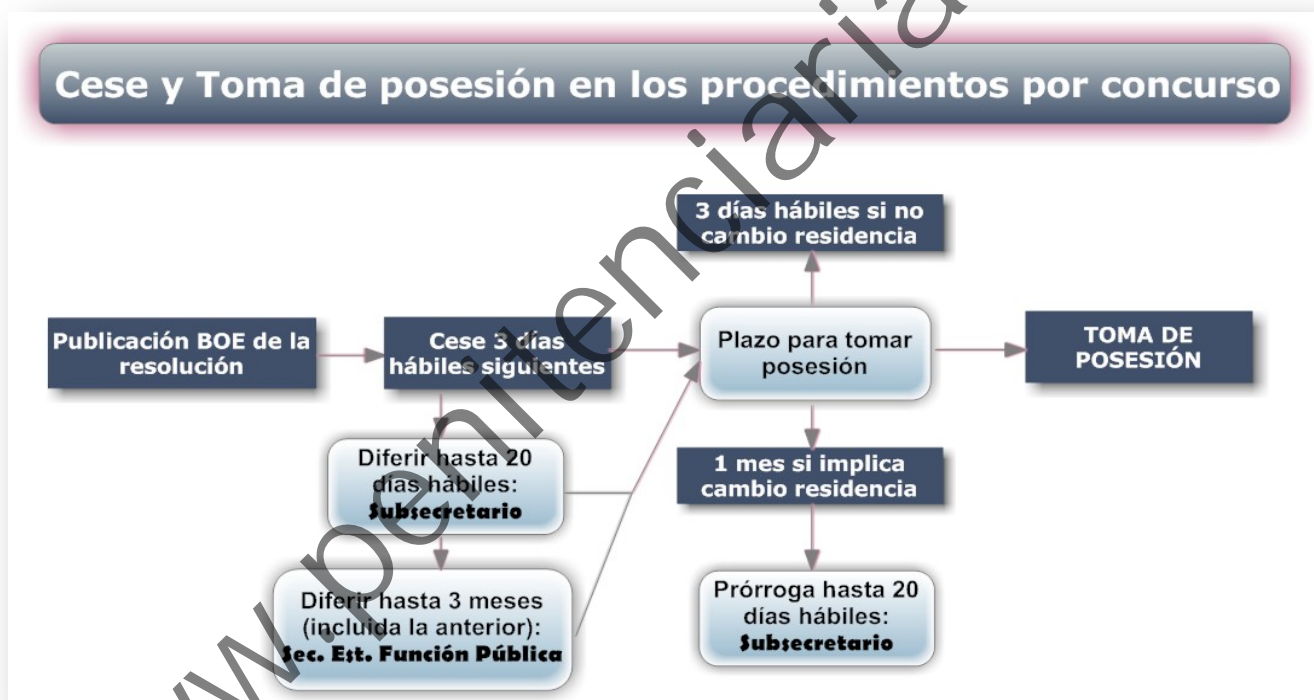 Cese y Toma de posesión en los procedimientos por concurso
3 días hábiles si no
cambio residencia
Publicación BOE de la
resolución
Cese 3 días
hábiles siguientes
Plazo para tomar
posesión
TOMA DE
POSESIÓN
Diferir hasta 20
días hábiles:
Subsecretario
1 mes si implica
cambio residencia
Diferir hasta 3 meses
(incluida la anterior):
Sec. Est. Función Pública
Prórroga hasta 20
días hábiles:
Subsecretario
www.penitenciaria